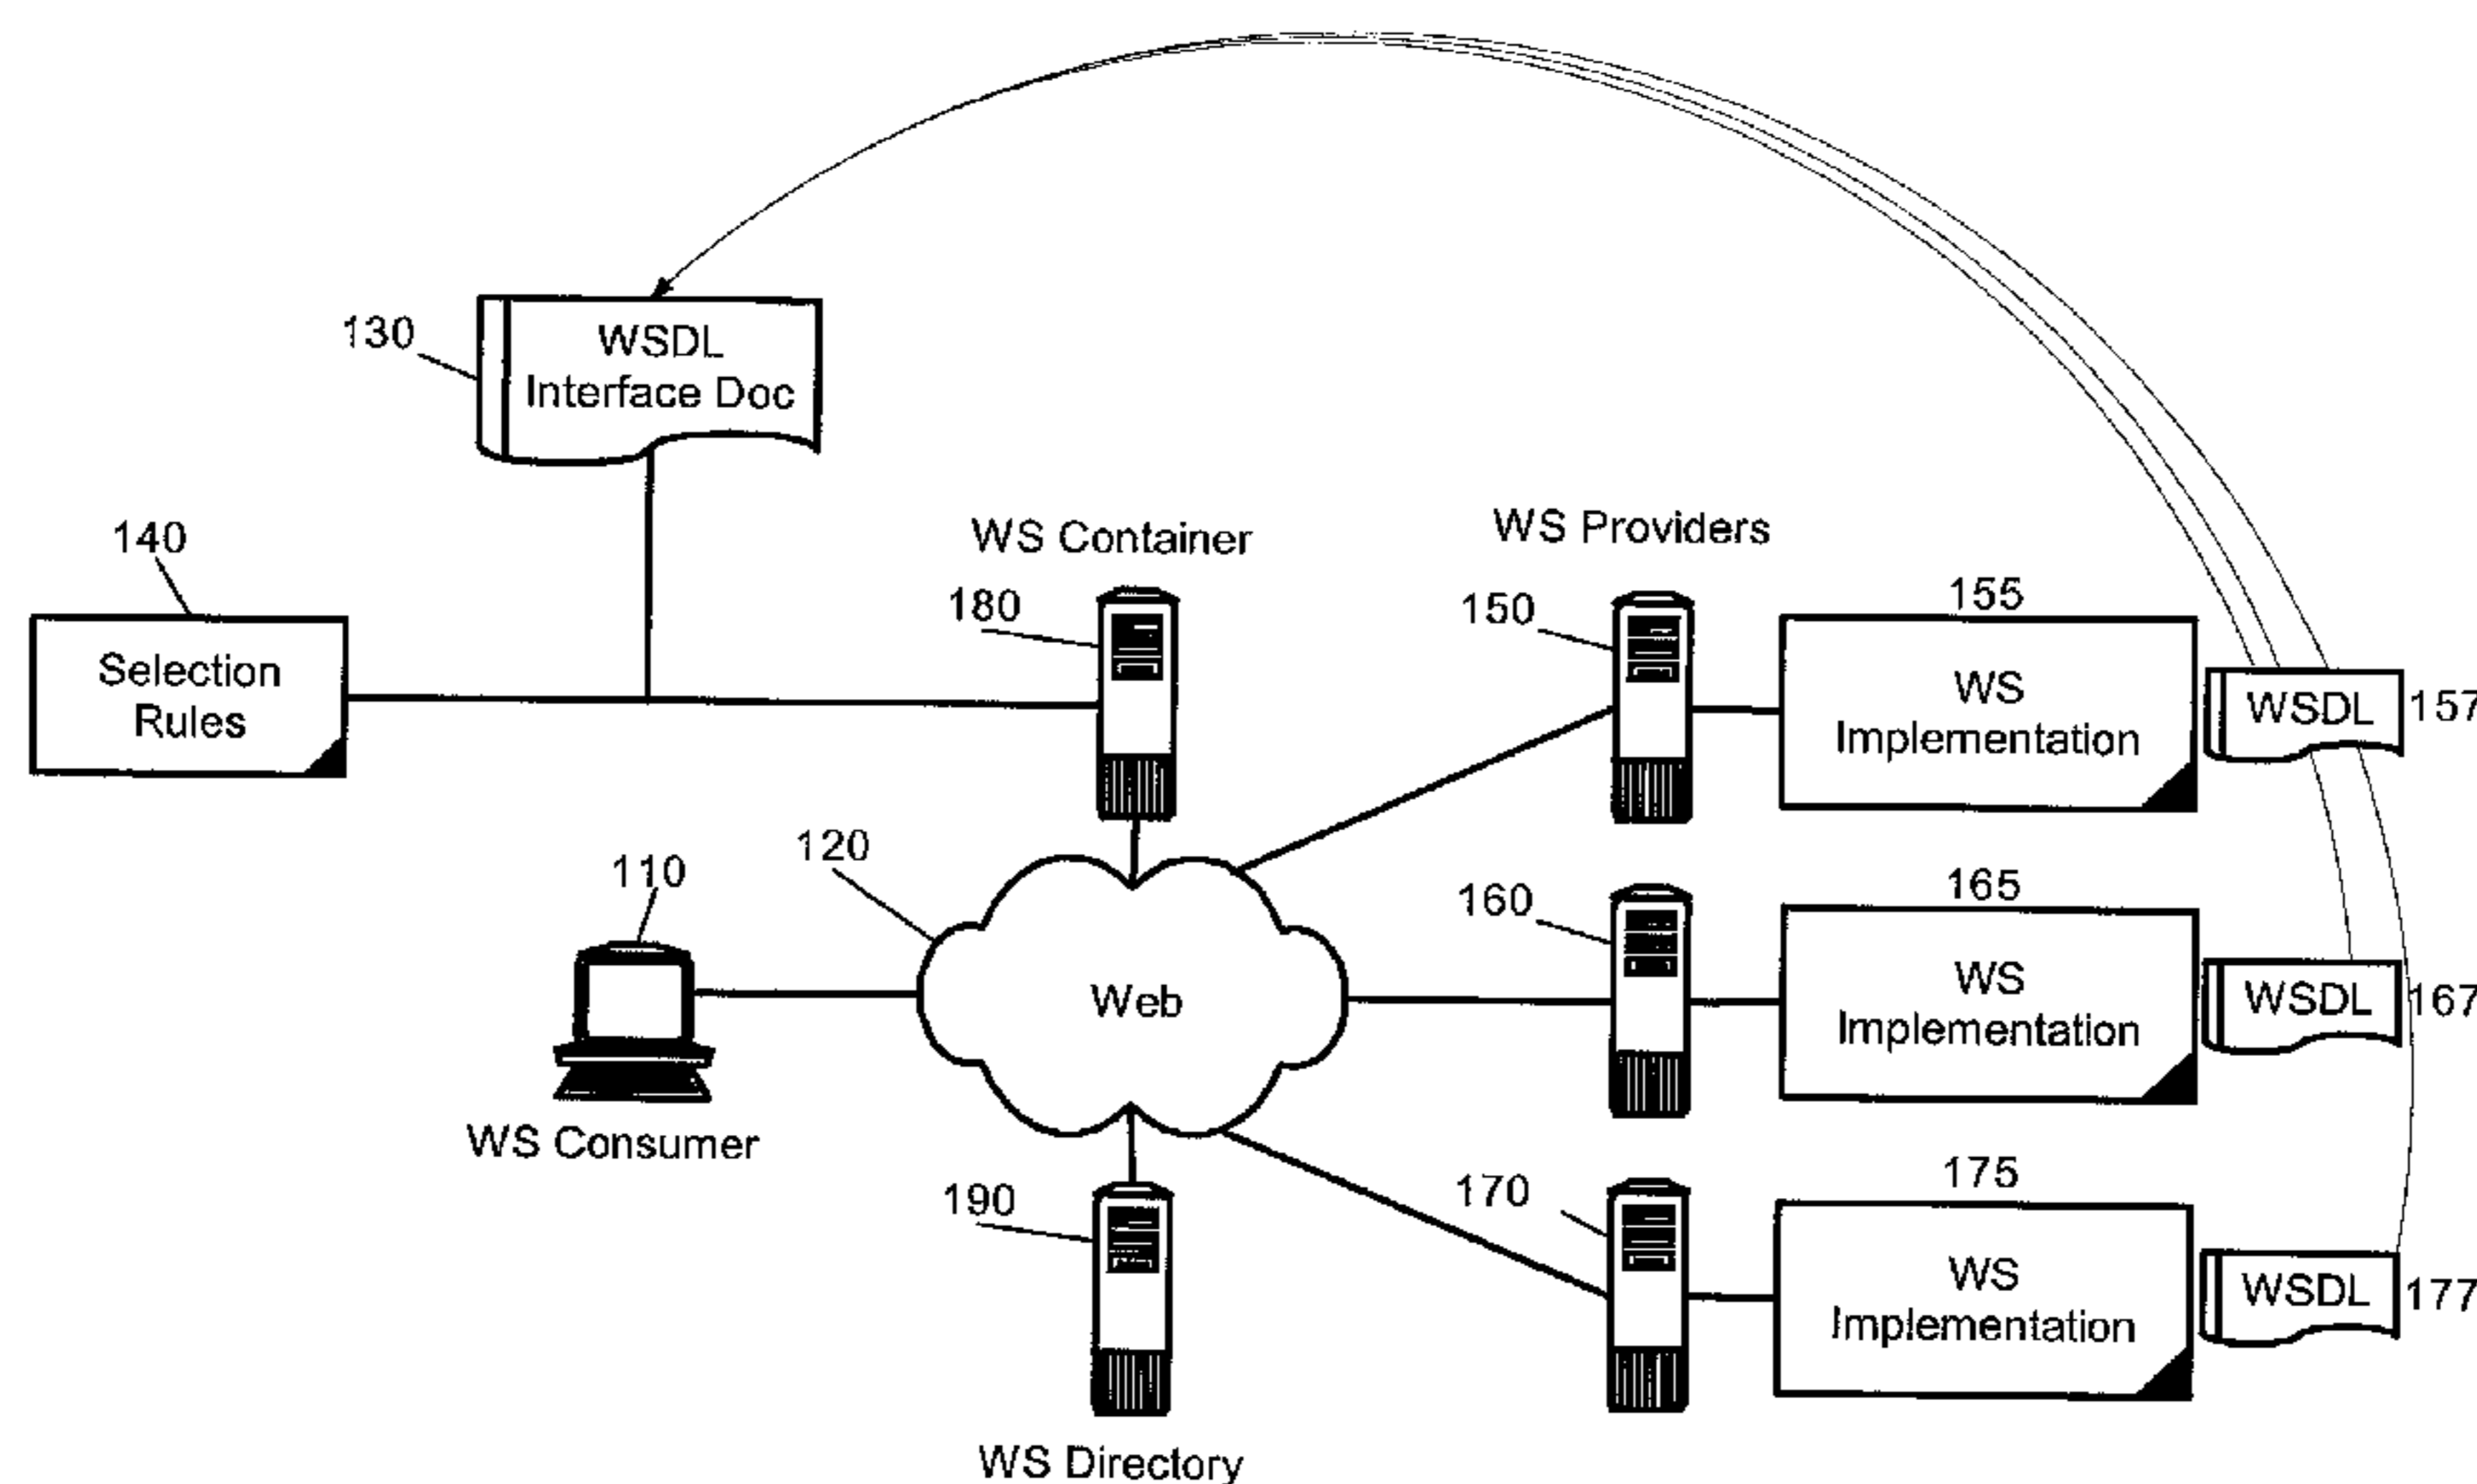 WSDL
Interface Doc
130
140
Selection
Rules
WS Container
180
WS Providers
150
155
WS
Implementation
WSDL
157
110
WS Consumer
120
Web
160
165
WS
Implementation
WSDL
167
190
WS Directory
170
175
WS
Implementation
WSDL
177